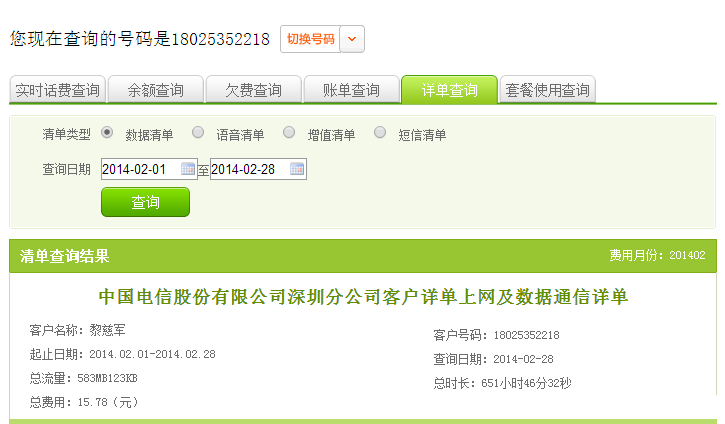 您现在查询的号码是18025352218 切换号码
实时话费查询 余额查询 欠费查询 账单查询 详单查询 套餐使用查询
清单类型 数据清单 语音清单 增值清单 短信清单
查询日期 2014-02-01 至 2014-02-28
查询
清单查询结果 费用月份：201402
中国电信股份有限公司深圳分公司客户详单上网及数据通信详单
客户名称：黎慈军 客户号码：18025352218
起止日期：2014.02.01-2014.02.28 查询日期：2014-02-28
总流量：583MB123KB 总时长：651小时46分32秒
总费用：15.78（元）